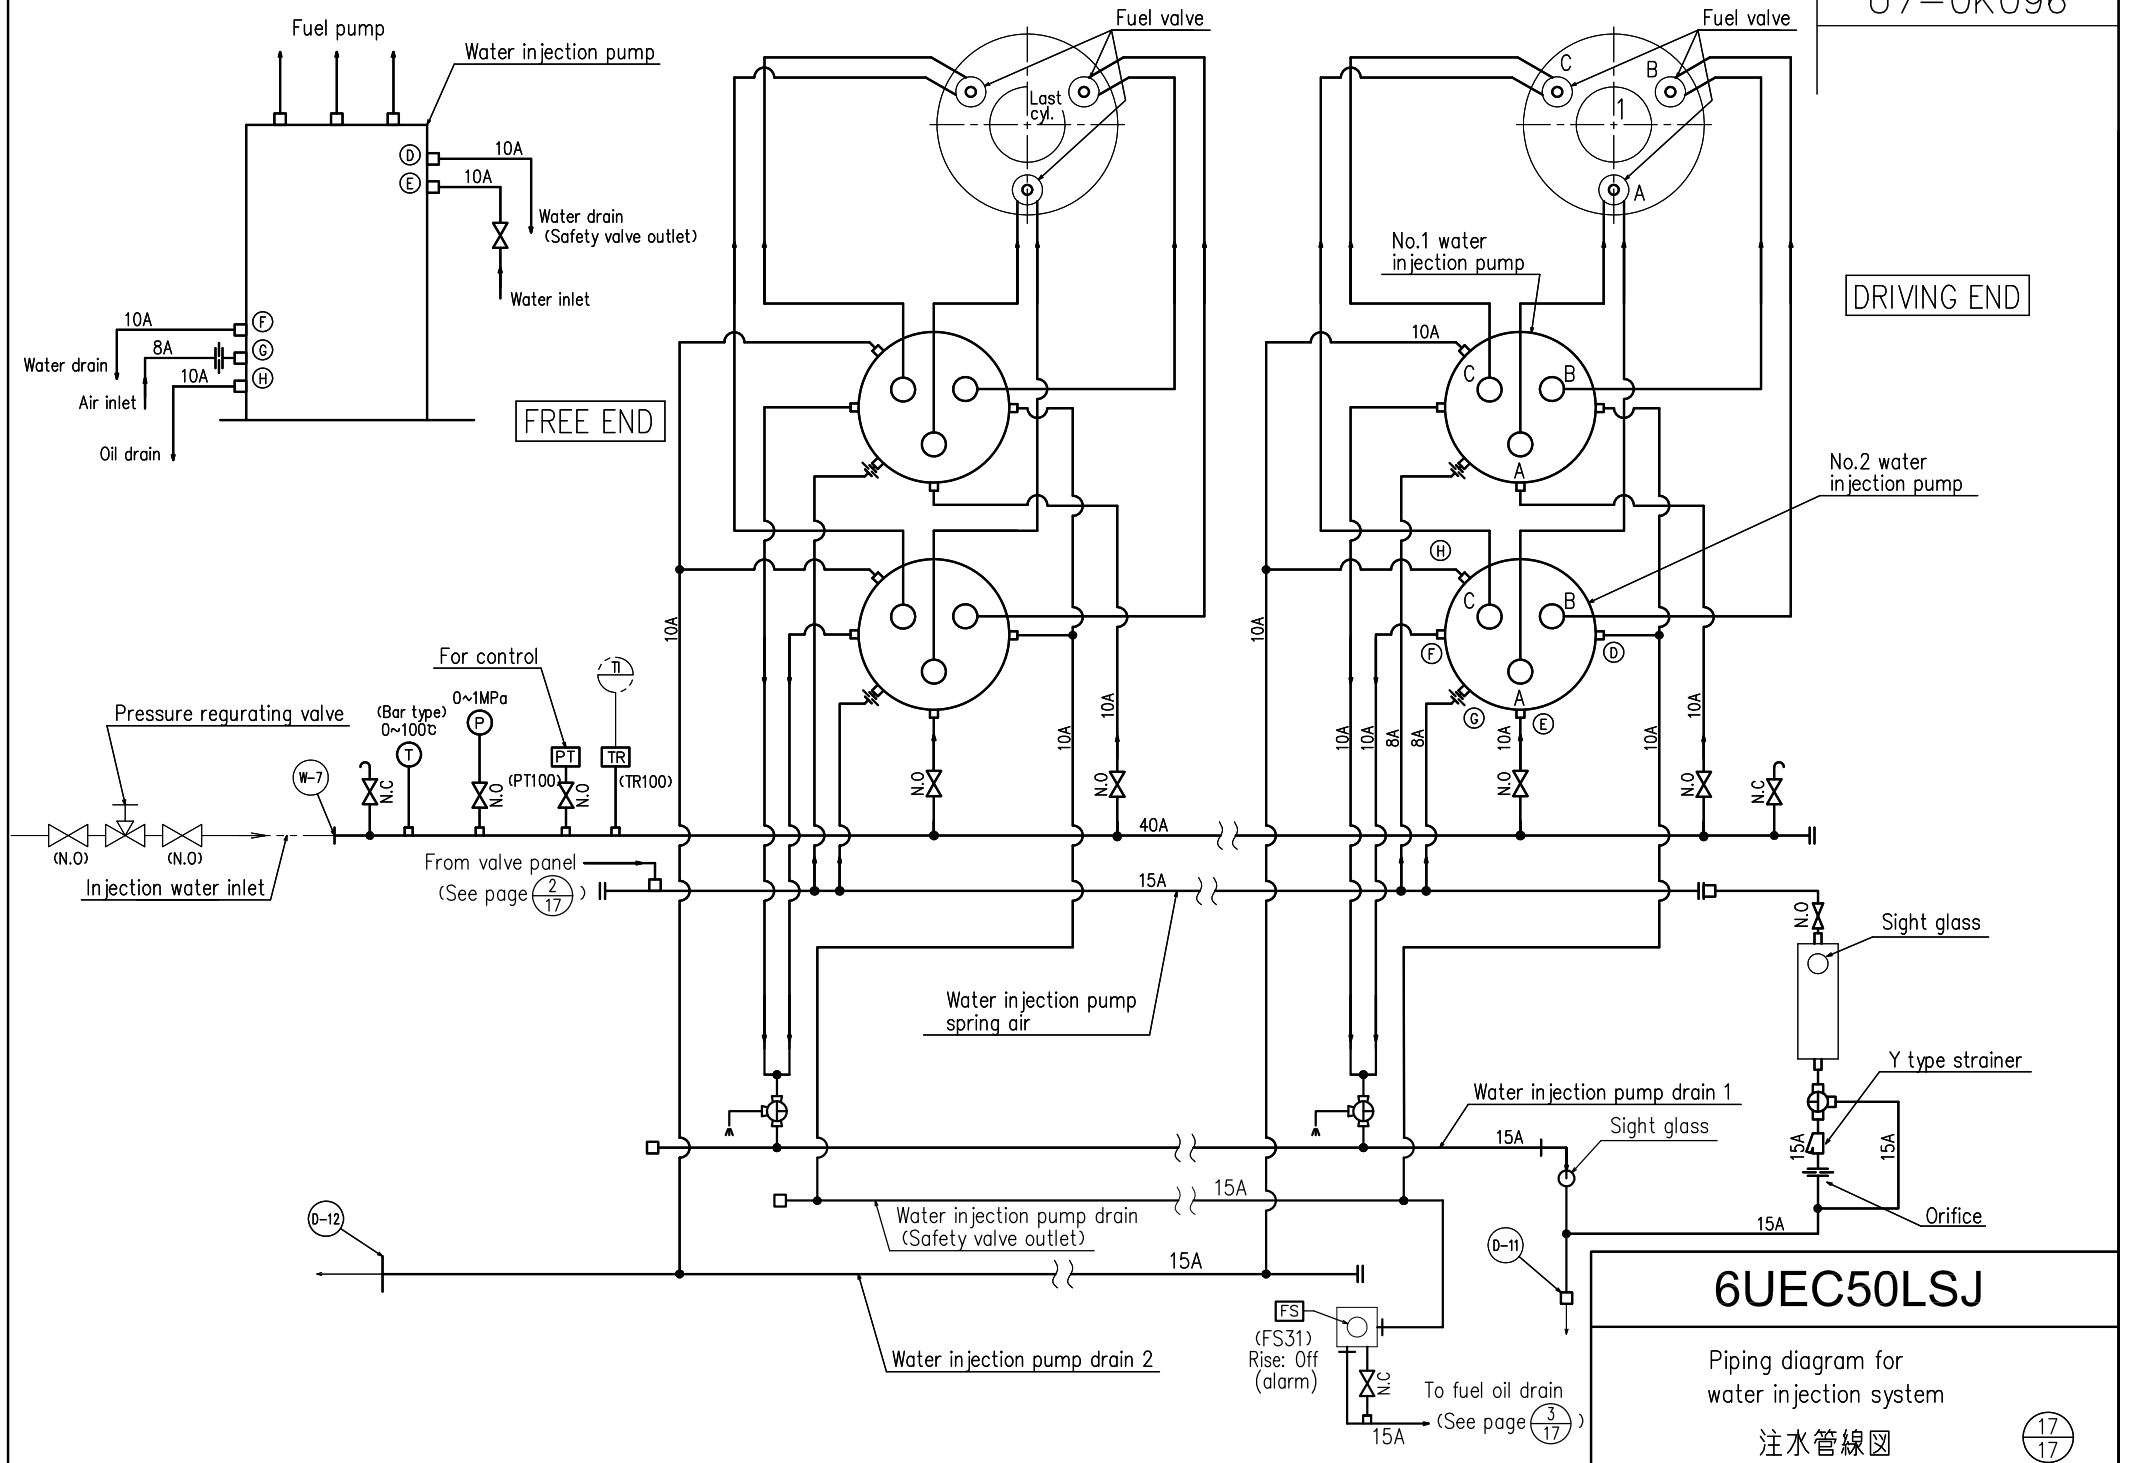 07-0K096
Fuel pump
Water injection pump
D
10A
E
10A
Water drain
(Safety valve outlet)
Water inlet
F
10A
G
8A
Water drain
H
10A
Air inlet
Oil drain
FREE END
Fuel valve
Last
cyl.
Fuel valve
C
B
1
A
No.1 water
injection pump
DRIVING END
10A
C
B
A
No.2 water
injection pump
H
C
B
F
D
A
G
E
10A
10A
10A
10A
10A
10A
8A
8A
10A
10A
10A
For control
TI
Pressure regurating valve
(Bar type)
0~100℃
T
0~1MPa
P
PT
(PT100)
TR
(TR100)
W-7
N.C
N.O
N.O
N.O
N.O
N.O
N.O
N.C
(N.O)
(N.O)
Injection water inlet
40A
From valve panel
(See page 2/17)
15A
N.O
Sight glass
Water injection pump
spring air
Y type strainer
Water injection pump drain 1
15A
Sight glass
15A
15A
Orifice
15A
15A
Water injection pump drain
(Safety valve outlet)
D-12
D-11
15A
Water injection pump drain 2
FS
(FS31)
Rise: Off
(alarm)
N.C
To fuel oil drain
(See page 3/17)
15A
6UEC50LSJ
Piping diagram for
water injection system
注水管線図
17
17